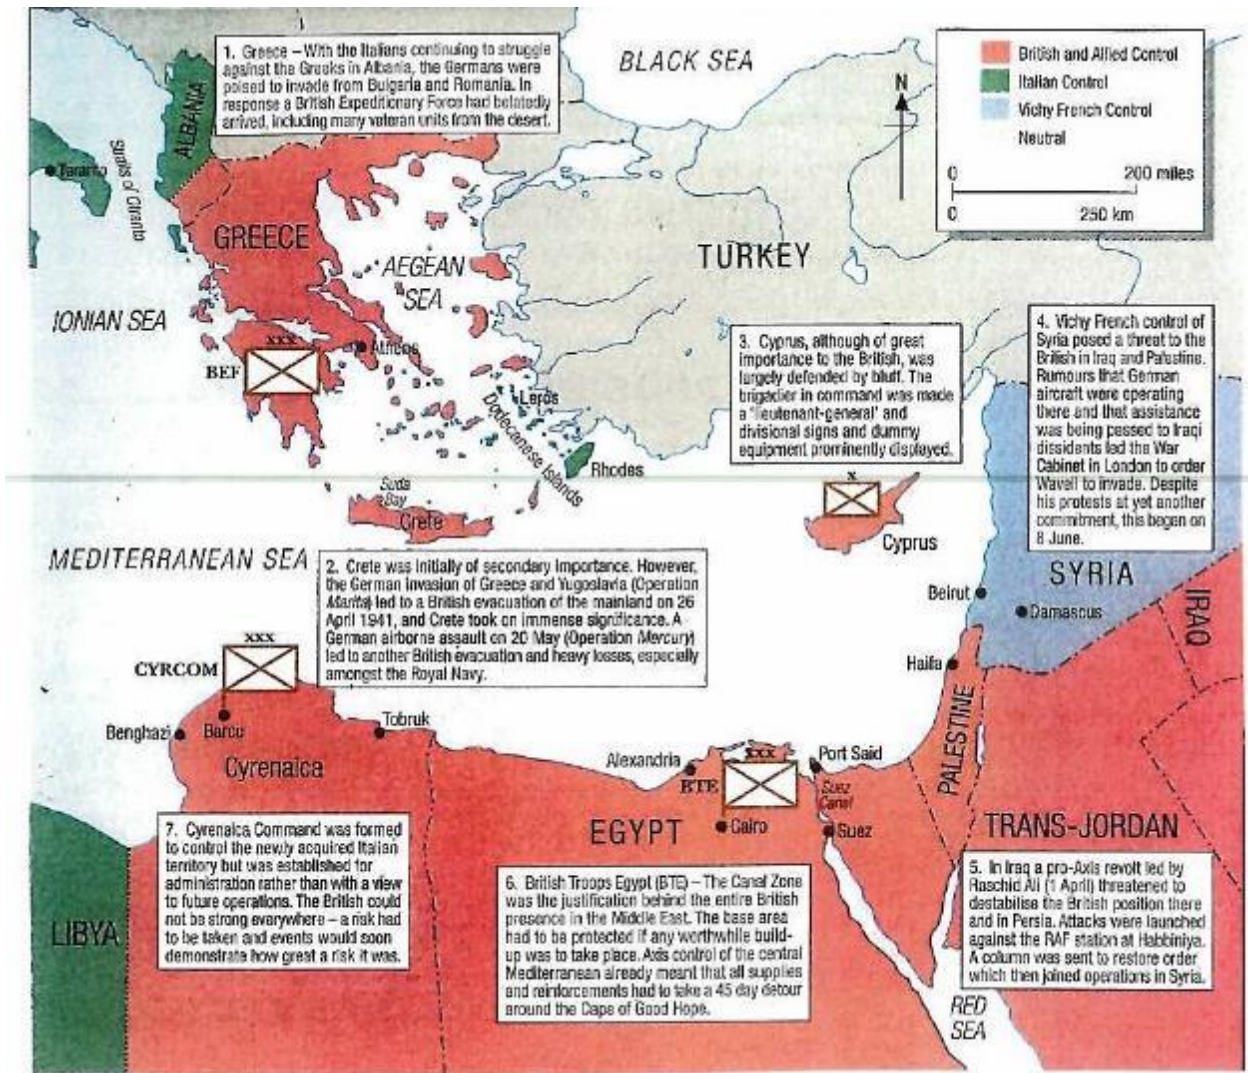 1. Greece – With the Italians continuing to struggle
against the Greeks in Albania, the Germans were
poised to invade from Bulgaria and Romania. In
response a British Expeditionary Force had belatedly
arrived, including many veteran units from the desert.
BLACK SEA
British and Allied Control
Italian Control
Vichy French Control
Neutral
N
0 200 miles
0 250 km
ALBANIA
Taranto
Straits of Otranto
GREECE
AEGEAN
SEA
TURKEY
IONIAN SEA
xxx
BEF
Athens
Leros
Dodecanese Islands
Rhodes
3. Cyprus, although of great
importance to the British, was
largely defended by bluff. The
brigadier in command was made
a 'lieutenant-general' and
divisional signs and dummy
equipment prominently displayed.
4. Vichy French control of
Syria posed a threat to the
British in Iraq and Palestine.
Rumours that German
aircraft were operating
there and that assistance
was being passed to Iraqi
dissidents led the War
Cabinet in London to order
Wavell to invade. Despite
his protests at yet another
commitment, this began on
8 June.
Suda
Bay
Crete
x
Cyprus
MEDITERRANEAN SEA
2. Crete was initially of secondary importance. However,
the German invasion of Greece and Yugoslavia (Operation
Marita) led to a British evacuation of the mainland on 26
April 1941, and Crete took on immense significance. A
German airborne assault on 20 May (Operation Mercury)
led to another British evacuation and heavy losses, especially
amongst the Royal Navy.
SYRIA
Beirut
Damascus
IRAQ
Haifa
PALESTINE
xxx
CYRCOM
Benghazi
Barce
Tobruk
Cyrenaica
Alexandria
xxx
BTE
Port Said
Suez
Canal
EGYPT
Cairo
Suez
TRANS-JORDAN
7. Cyrenaica Command was formed
to control the newly acquired Italian
territory but was established for
administration rather than with a view
to future operations. The British could
not be strong everywhere – a risk had
to be taken and events would soon
demonstrate how great a risk it was.
LIBYA
6. British Troops Egypt (BTE) – The Canal Zone
was the justification behind the entire British
presence in the Middle East. The base area
had to be protected if any worthwhile build-
up was to take place. Axis control of the central
Mediterranean already meant that all supplies
and reinforcements had to take a 45 day detour
around the Cape of Good Hope.
5. In Iraq a pro-Axis revolt led by
Raschid Ali (1 April) threatened to
destabilise the British position there
and in Persia. Attacks were launched
against the RAF station at Habbiniya.
A column was sent to restore order
which then joined operations in Syria.
RED
SEA